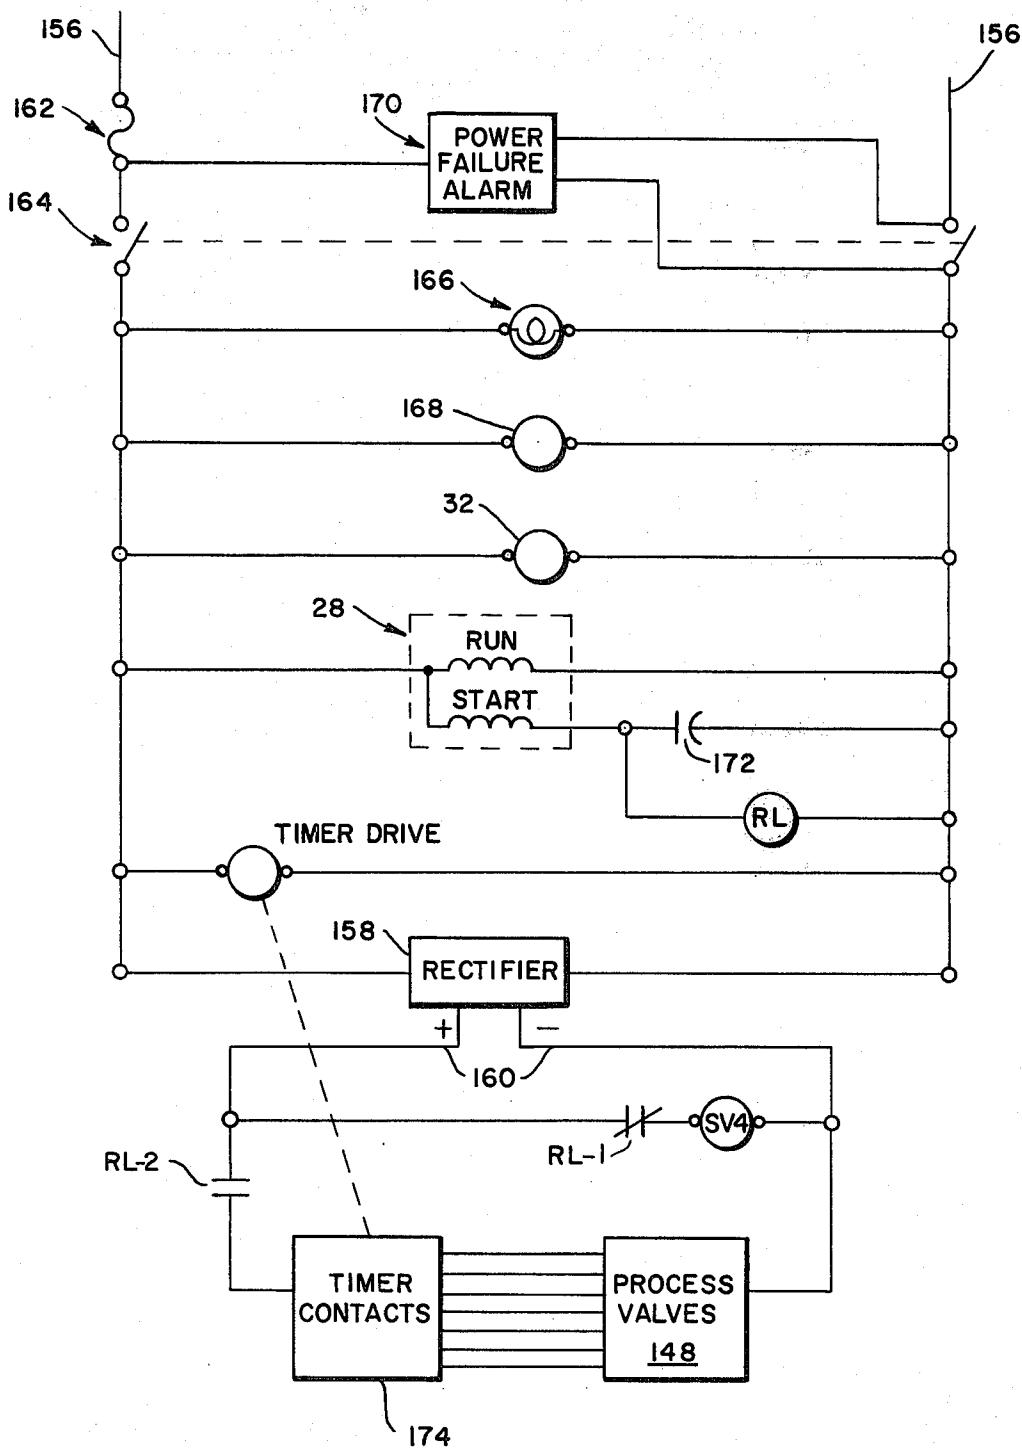 156
156
162
170
POWER
FAILURE
ALARM
164
166
168
32
28
RUN
START
172
RL
TIMER DRIVE
158
RECTIFIER
+
—
160
SV4
RL-1
RL-2
TIMER
CONTACTS
PROCESS
VALVES
148
174